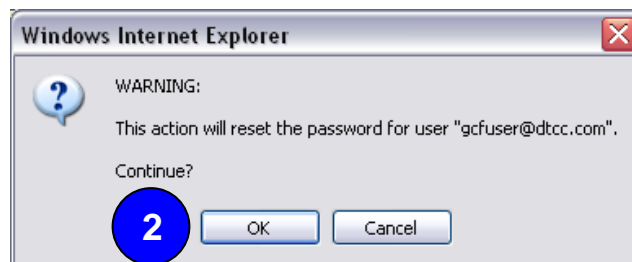 Windows Internet Explorer
WARNING:
This action will reset the password for user "gcfuser@dtcc.com".
Continue?
2 OK Cancel